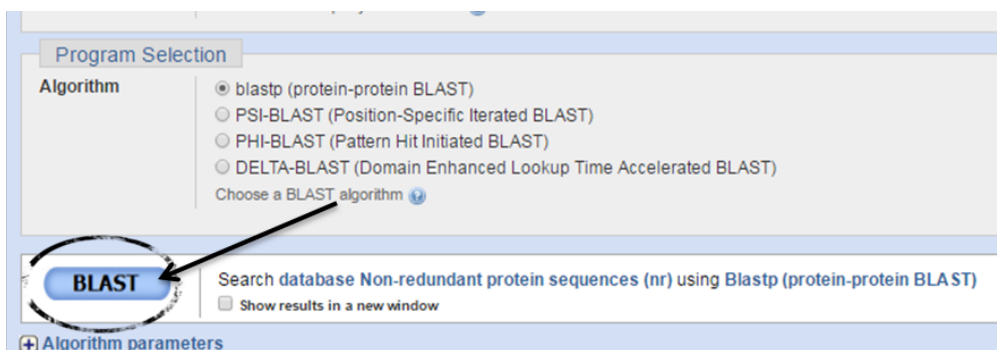 Program Selection
Algorithm
blastp (protein-protein BLAST)
PSI-BLAST (Position-Specific Iterated BLAST)
PHI-BLAST (Pattern Hit Initiated BLAST)
DELTA-BLAST (Domain Enhanced Lookup Time Accelerated BLAST)
Choose a BLAST algorithm
BLAST
Search database Non-redundant protein sequences (nr) using Blastp (protein-protein BLAST)
Show results in a new window
Algorithm parameters